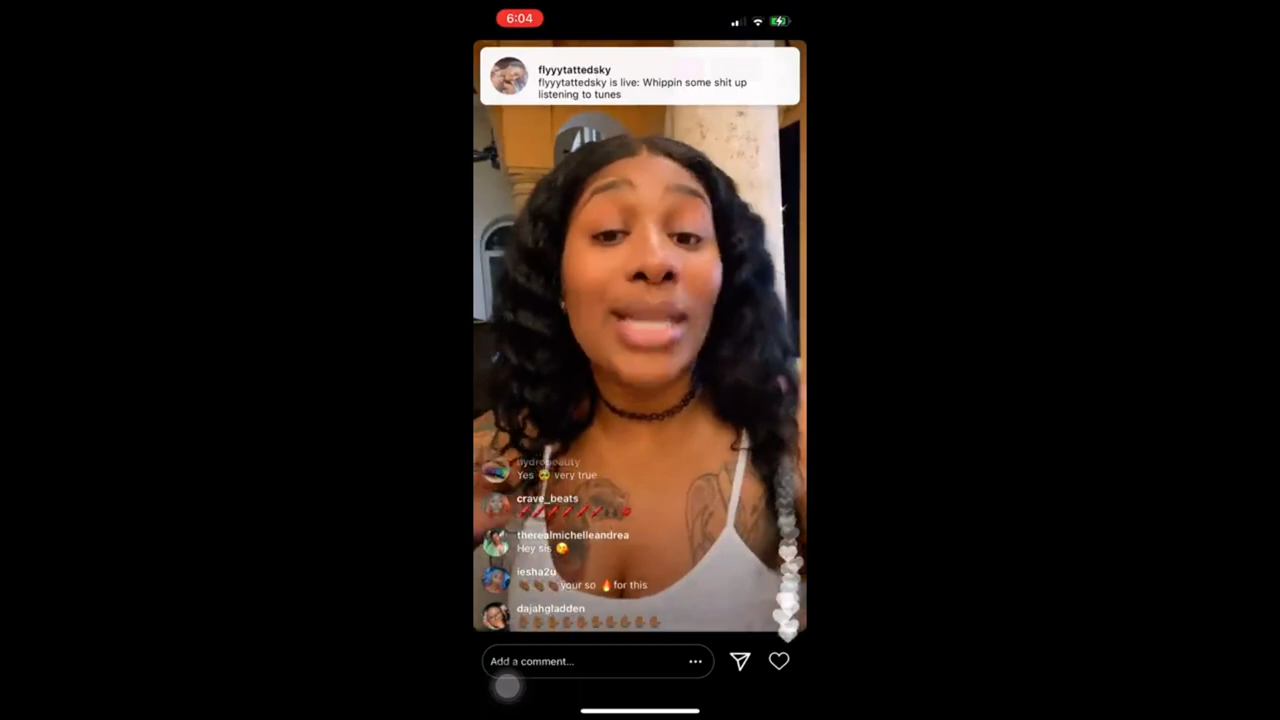 6:04
flyyytattedsky
flyyytattedsky is live: Whippin some shit up
listening to tunes
hydrobeauty
Yes 🥺 very true
crave_beats
therealmichelleandrea
Hey sis 😘
iesha2u
your so 🔥for this
dajahgladden
Add a comment...